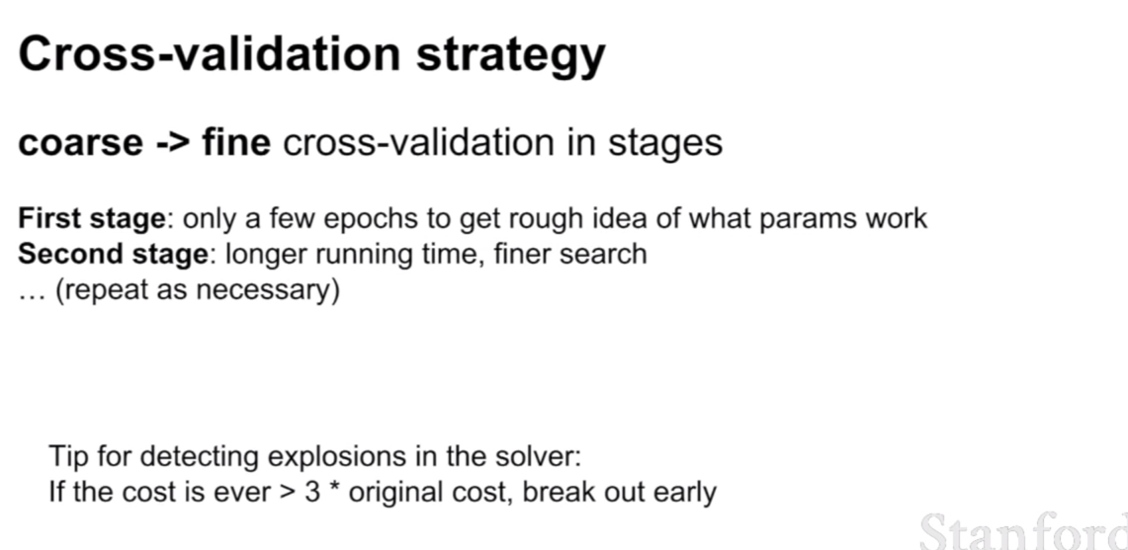 Cross-validation strategy
coarse -> fine cross-validation in stages
First stage: only a few epochs to get rough idea of what params work
Second stage: longer running time, finer search
… (repeat as necessary)
Tip for detecting explosions in the solver:
If the cost is ever > 3 * original cost, break out early
Stanford